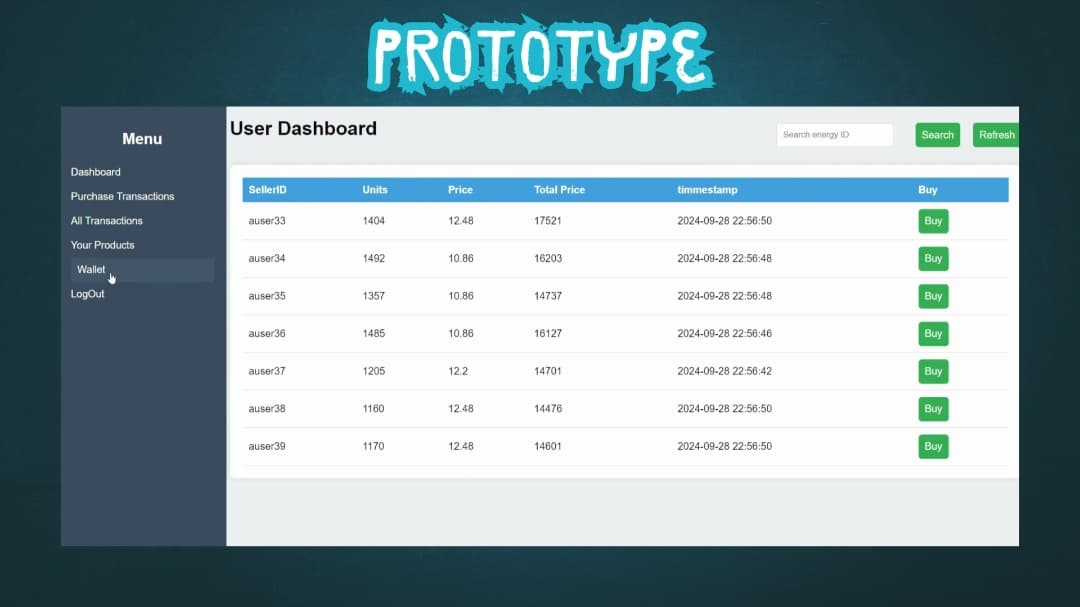 PROTOTYPE
Menu
Dashboard
Purchase Transactions
All Transactions
Your Products
Wallet
LogOut
User Dashboard
Search energy ID
Search
Refresh
SellerID Units Price Total Price timmestamp Buy
auser33 1404 12.48 17521 2024-09-28 22:56:50 Buy
auser34 1492 10.86 16203 2024-09-28 22:56:48 Buy
auser35 1357 10.86 14737 2024-09-28 22:56:48 Buy
auser36 1485 10.86 16127 2024-09-28 22:56:46 Buy
auser37 1205 12.2 14701 2024-09-28 22:56:42 Buy
auser38 1160 12.48 14476 2024-09-28 22:56:50 Buy
auser39 1170 12.48 14601 2024-09-28 22:56:50 Buy